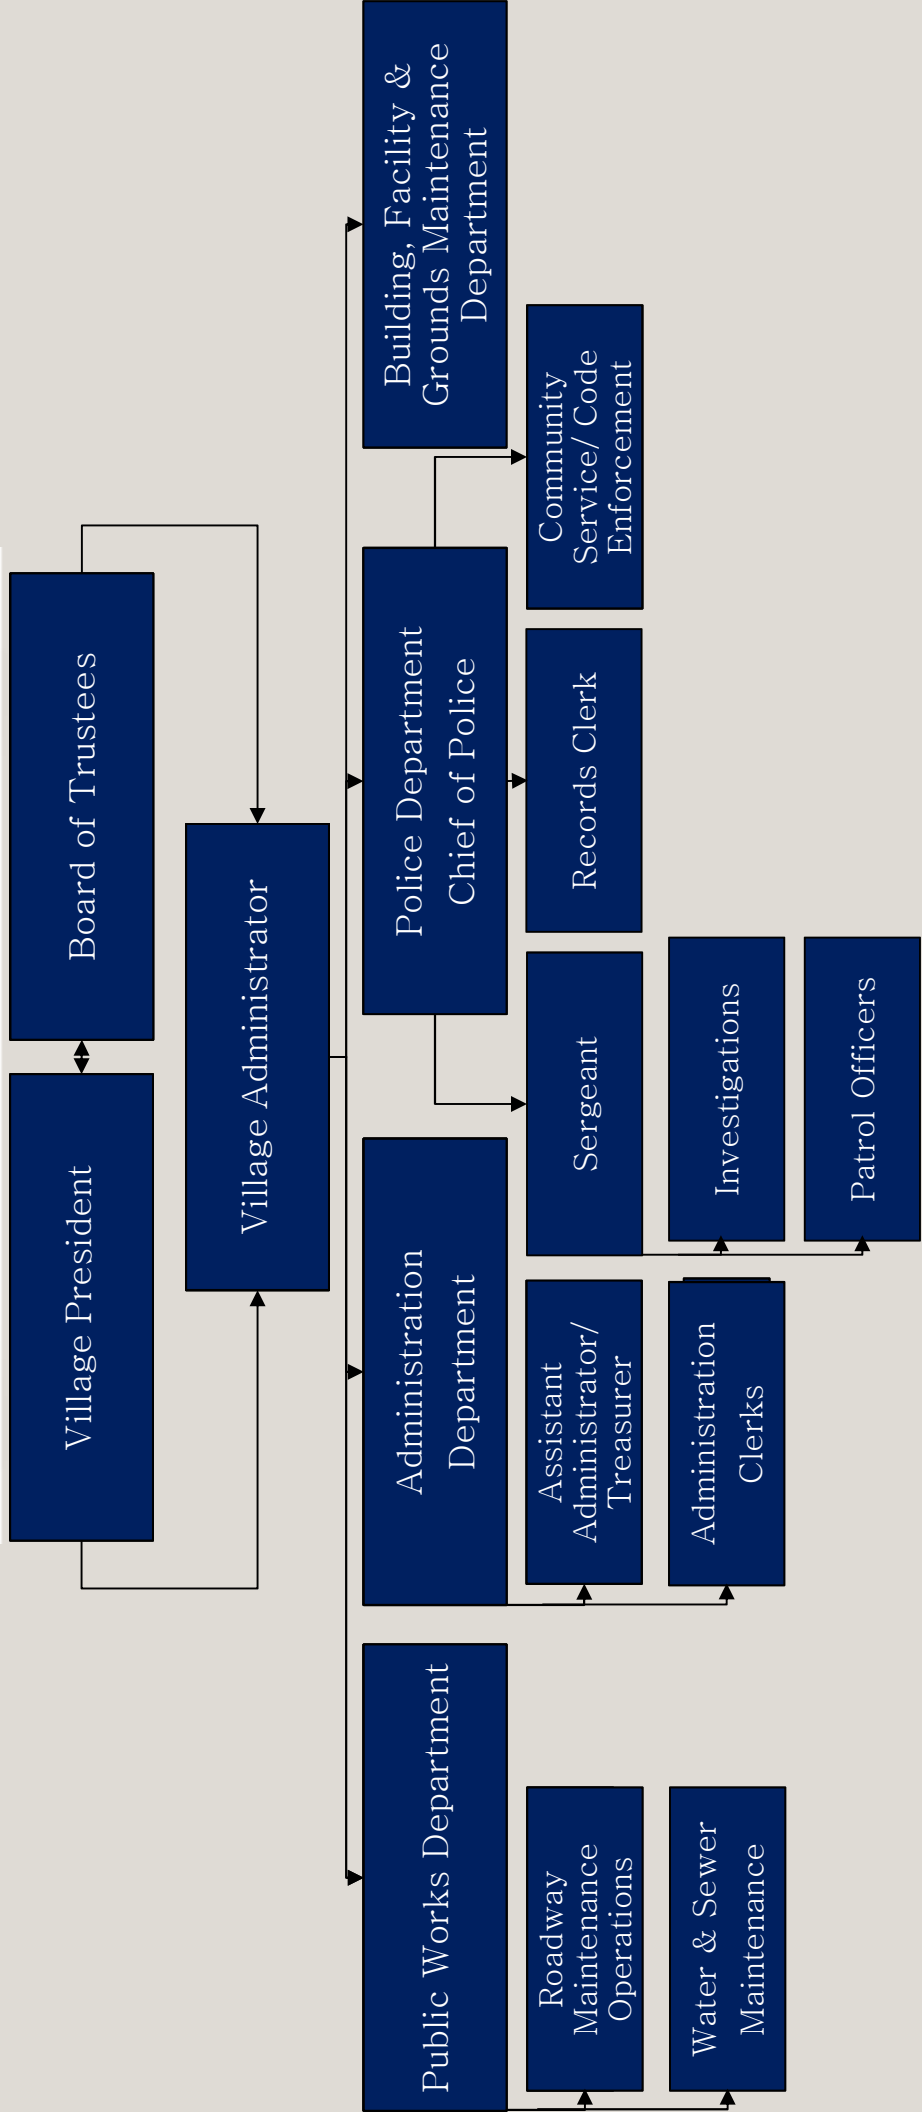 Village President
Board of Trustees
Village Administrator
Public Works Department
Administration
Department
Police Department
Chief of Police
Building, Facility &
Grounds Maintenance
Department
Roadway
Maintenance
Operations
Water & Sewer
Maintenance
Assistant
Administrator/
Treasurer
Administration
Clerks
Sergeant
Records Clerk
Community
Service/ Code
Enforcement
Investigations
Patrol Officers